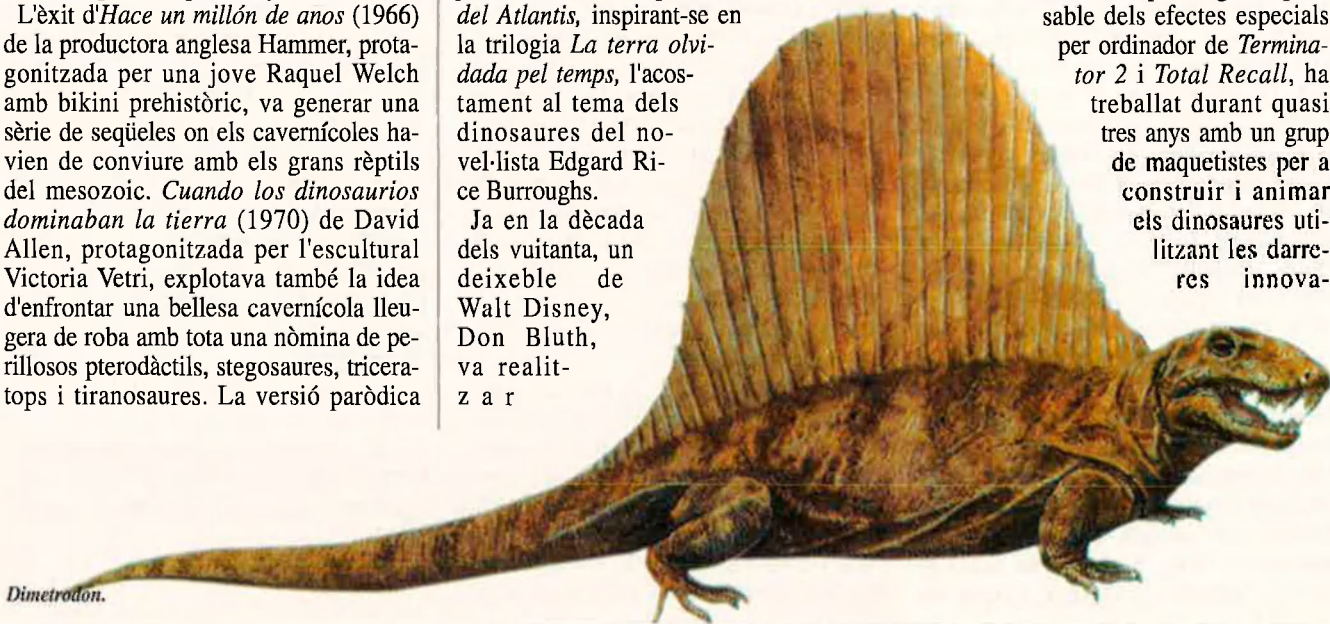 L'èxit d'Hace un millón de anos (1966)
de la productora anglesa Hammer, prota-
gonitzada per una jove Raquel Welch
amb bikini prehistòric, va generar una
sèrie de seqüeles on els cavernícoles ha-
vien de conviure amb els grans rèptils
del mesozoic. Cuando los dinosaurios
dominaban la tierra (1970) de David
Allen, protagonitzada per l'escultural
Victoria Vetri, explotava també la idea
d'enfrontar una bellesa cavernícola lleu-
gera de roba amb tota una nòmina de pe-
rillosos pterodàctils, stegosaures, tricera-
tops i tiranosaures. La versió paròdica
del Atlantis, inspirant-se en
la trilogia La terra olvi-
dada pel temps, l'acos-
tament al tema dels
dinosaures del no-
vel·lista Edgard Ri-
ce Burroughs.
Ja en la dècada
dels vuitanta, un
deixeble de
Walt Disney,
Don Bluth,
va realit-
z a r
sable dels efectes especials
per ordinador de Termina-
tor 2 i Total Recall, ha
treballat durant quasi
tres anys amb un grup
de maquetistes per a
construir i animar
els dinosaures uti-
litzant les darre-
res innova-
Dimetrodon.